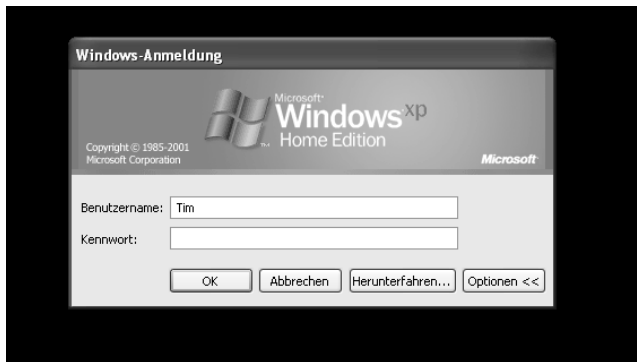 Windows-Anmeldung
Microsoft®
Windows xp
Home Edition
Copyright © 1985-2001
Microsoft Corporation
Microsoft
Benutzername: Tim
Kennwort:
OK Abbrechen Herunterfahren... Optionen <<